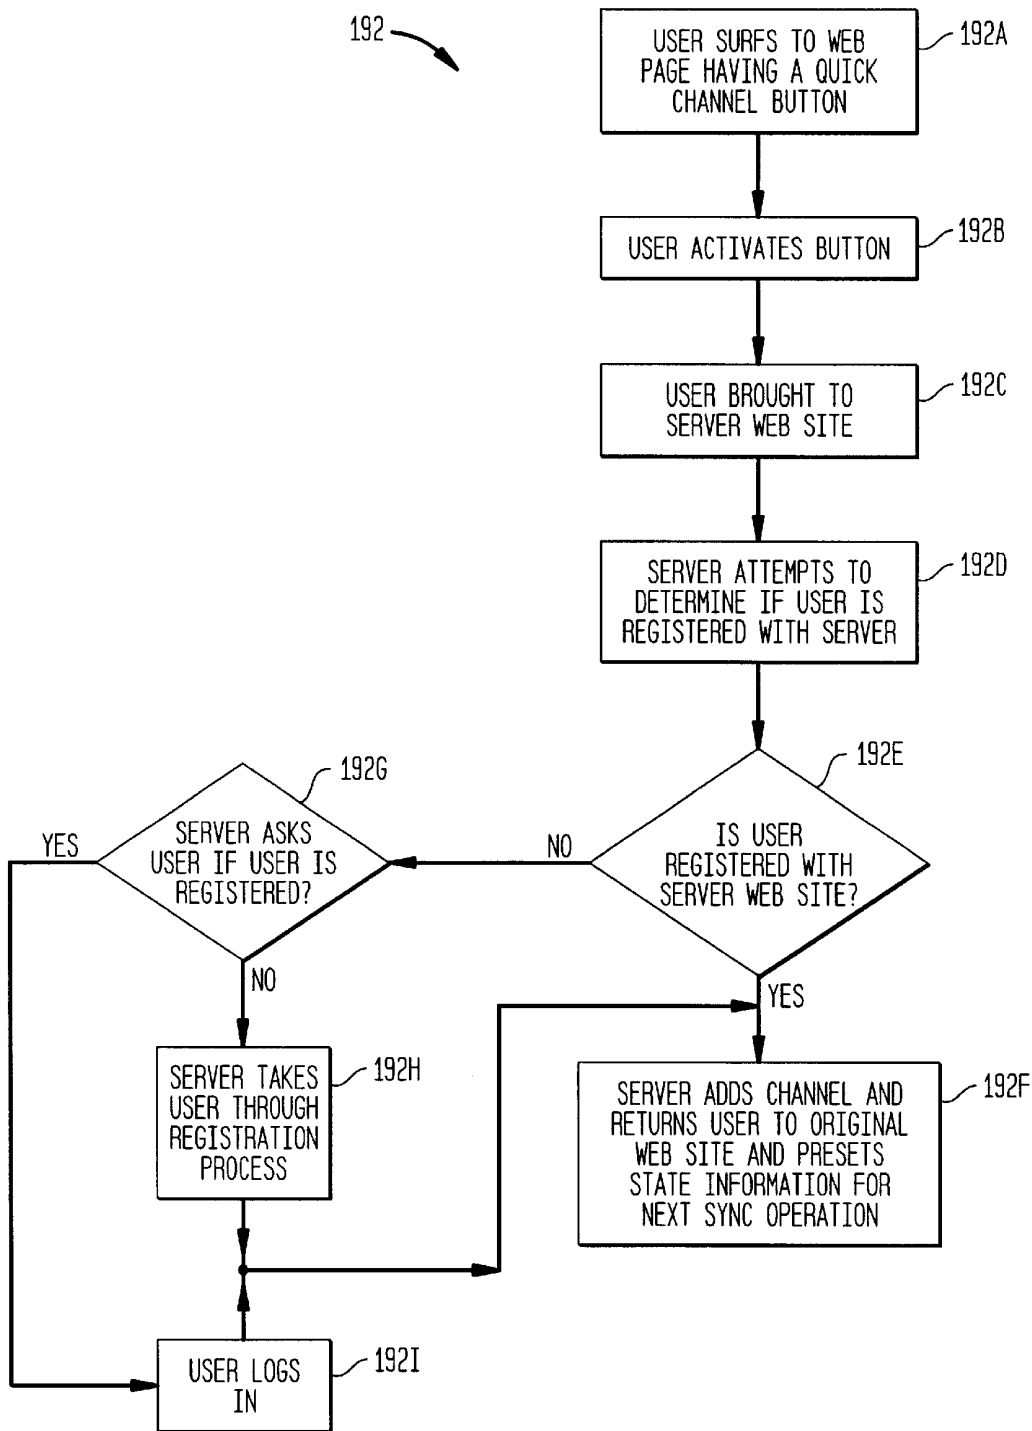 192
192A
USER SURFS TO WEB
PAGE HAVING A QUICK
CHANNEL BUTTON
192B
USER ACTIVATES BUTTON
192C
USER BROUGHT TO
SERVER WEB SITE
192D
SERVER ATTEMPTS TO
DETERMINE IF USER IS
REGISTERED WITH SERVER
192E
IS USER
REGISTERED WITH
SERVER WEB SITE?
NO
YES
192G
SERVER ASKS
USER IF USER IS
REGISTERED?
YES
NO
192H
SERVER TAKES
USER THROUGH
REGISTRATION
PROCESS
192F
SERVER ADDS CHANNEL AND
RETURNS USER TO ORIGINAL
WEB SITE AND PRESETS
STATE INFORMATION FOR
NEXT SYNC OPERATION
192I
USER LOGS
IN